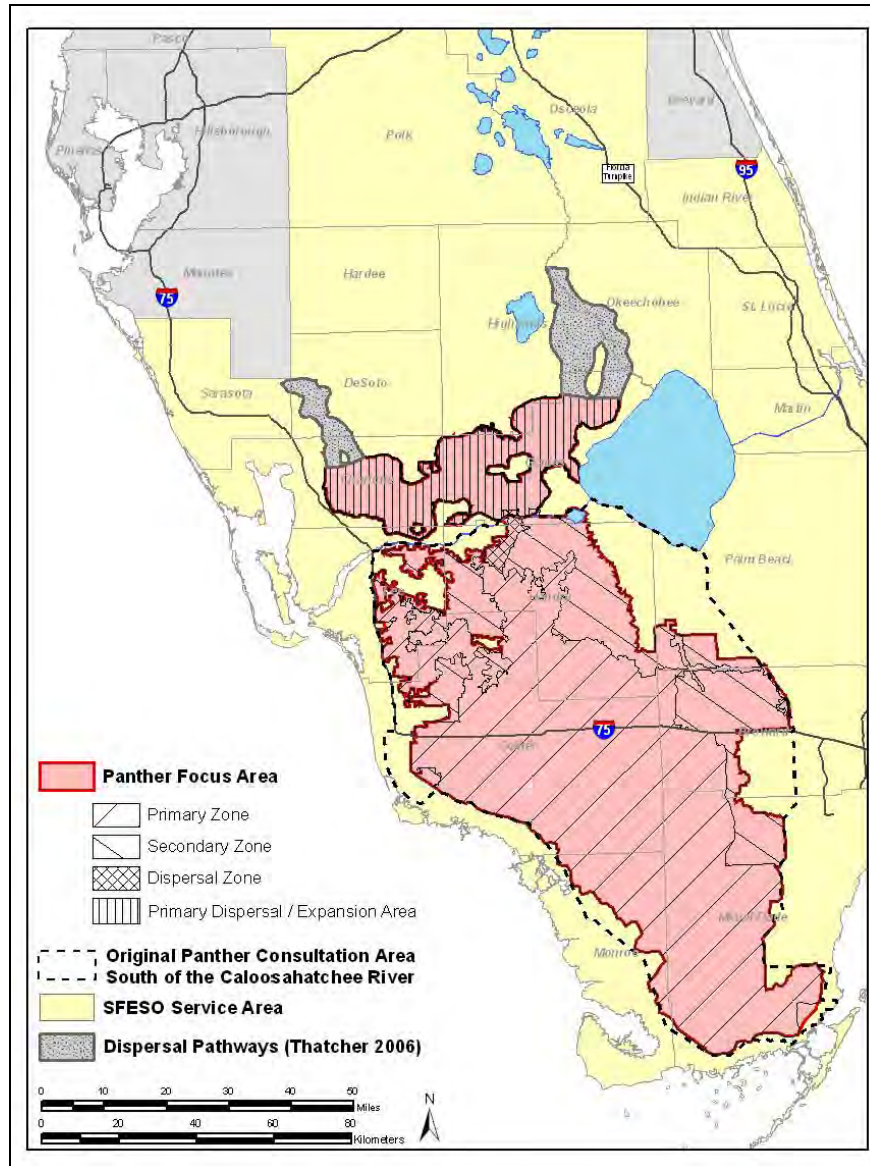 Pasco
Hillsborough
Polk
Osceola
Brevard
Florida
Turnpike
95
Indian River
Manatee
75
Hardee
Highlands
Okeechobee
St. Lucie
Sarasota
DeSoto
Martin
Charlotte
Glades
Palm Beach
Hendry
75
Collier
Broward
Miami-Dade
Monroe
Panther Focus Area
Primary Zone
Secondary Zone
Dispersal Zone
Primary Dispersal / Expansion Area
Original Panther Consultation Area
South of the Caloosahatchee River
SFESO Service Area
Dispersal Pathways (Thatcher 2006)
0 10 20 30 40 50
Miles
0 20 40 60 80
Kilometers
N